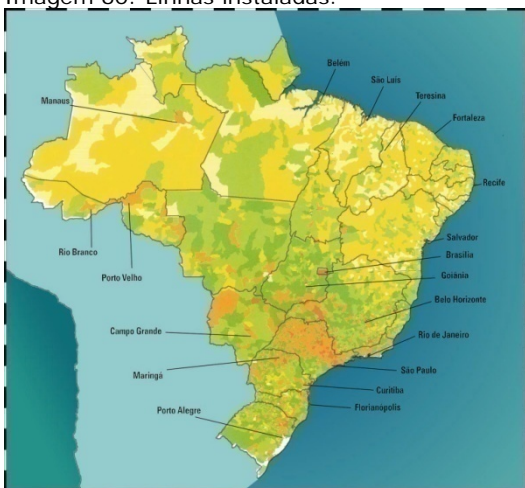 Imagem 86: Linhas instaladas.
Belém
São Luís
Manaus
Teresina
Fortaleza
Recife
Salvador
Rio Branco
Brasília
Porto Velho
Goiânia
Belo Horizonte
Campo Grande
Rio de Janeiro
São Paulo
Maringá
Curitiba
Florianópolis
Porto Alegre